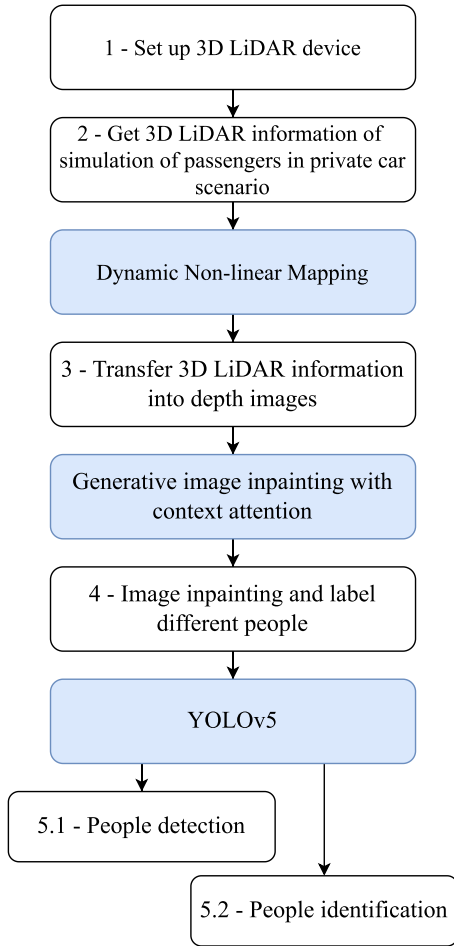 1 - Set up 3D LiDAR device
2 - Get 3D LiDAR information of
simulation of passengers in private car
scenario
Dynamic Non-linear Mapping
3 - Transfer 3D LiDAR information
into depth images
Generative image inpainting with
context attention
4 - Image inpainting and label
different people
YOLOv5
5.1 - People detection
5.2 - People identification